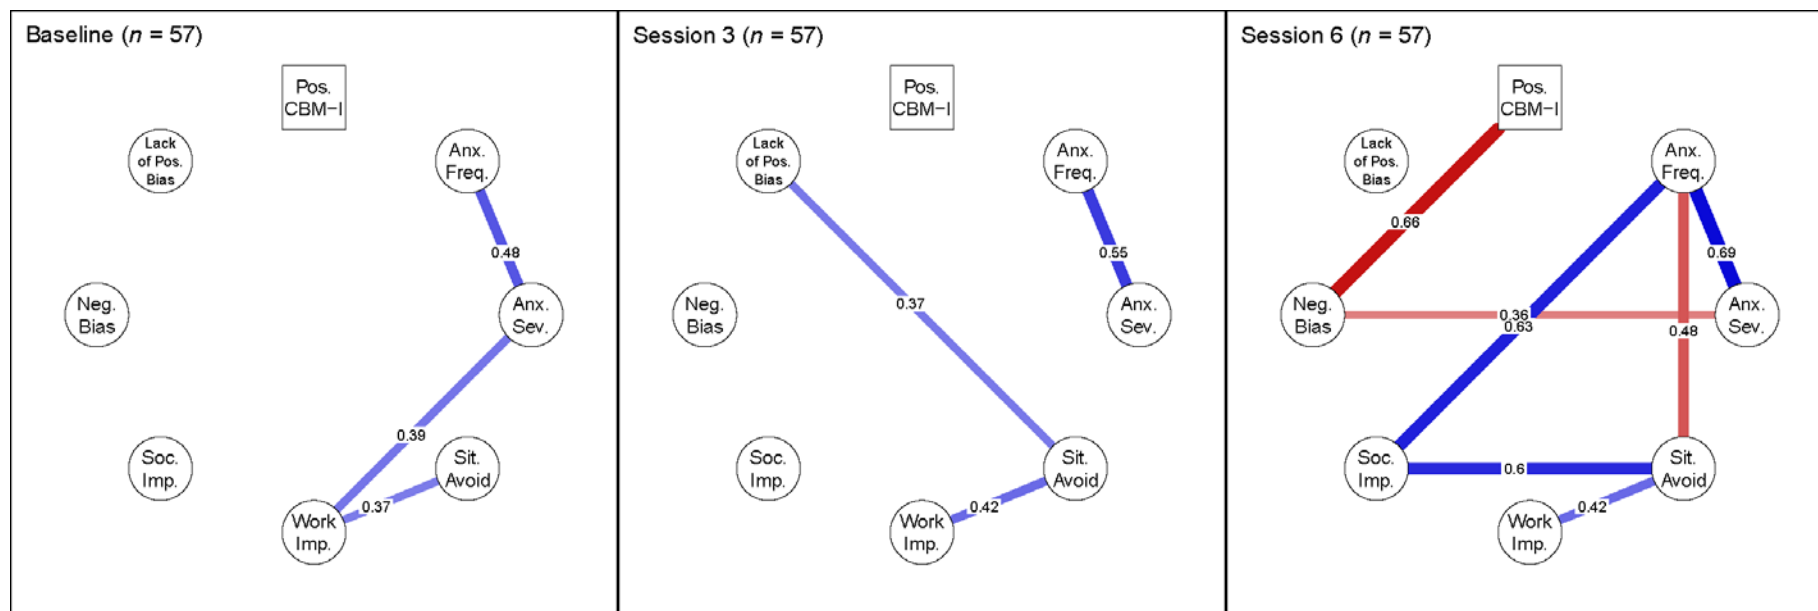 Baseline (n = 57)
Pos.
CBM-I
Lack
of Pos.
Bias
Anx.
Freq.
0.48
Neg.
Bias
Anx.
Sev.
0.39
Soc.
Imp.
Sit.
Avoid
0.37
Work
Imp.
Session 3 (n = 57)
Pos.
CBM-I
Lack
of Pos.
Bias
Anx.
Freq.
0.55
0.37
Neg.
Bias
Anx.
Sev.
Soc.
Imp.
Sit.
Avoid
0.42
Work
Imp.
Session 6 (n = 57)
Pos.
CBM-I
Lack
of Pos.
Bias
Anx.
Freq.
0.66
0.69
Neg.
Bias
0.36
0.63
0.48
Anx.
Sev.
Soc.
Imp.
0.6
Sit.
Avoid
0.42
Work
Imp.